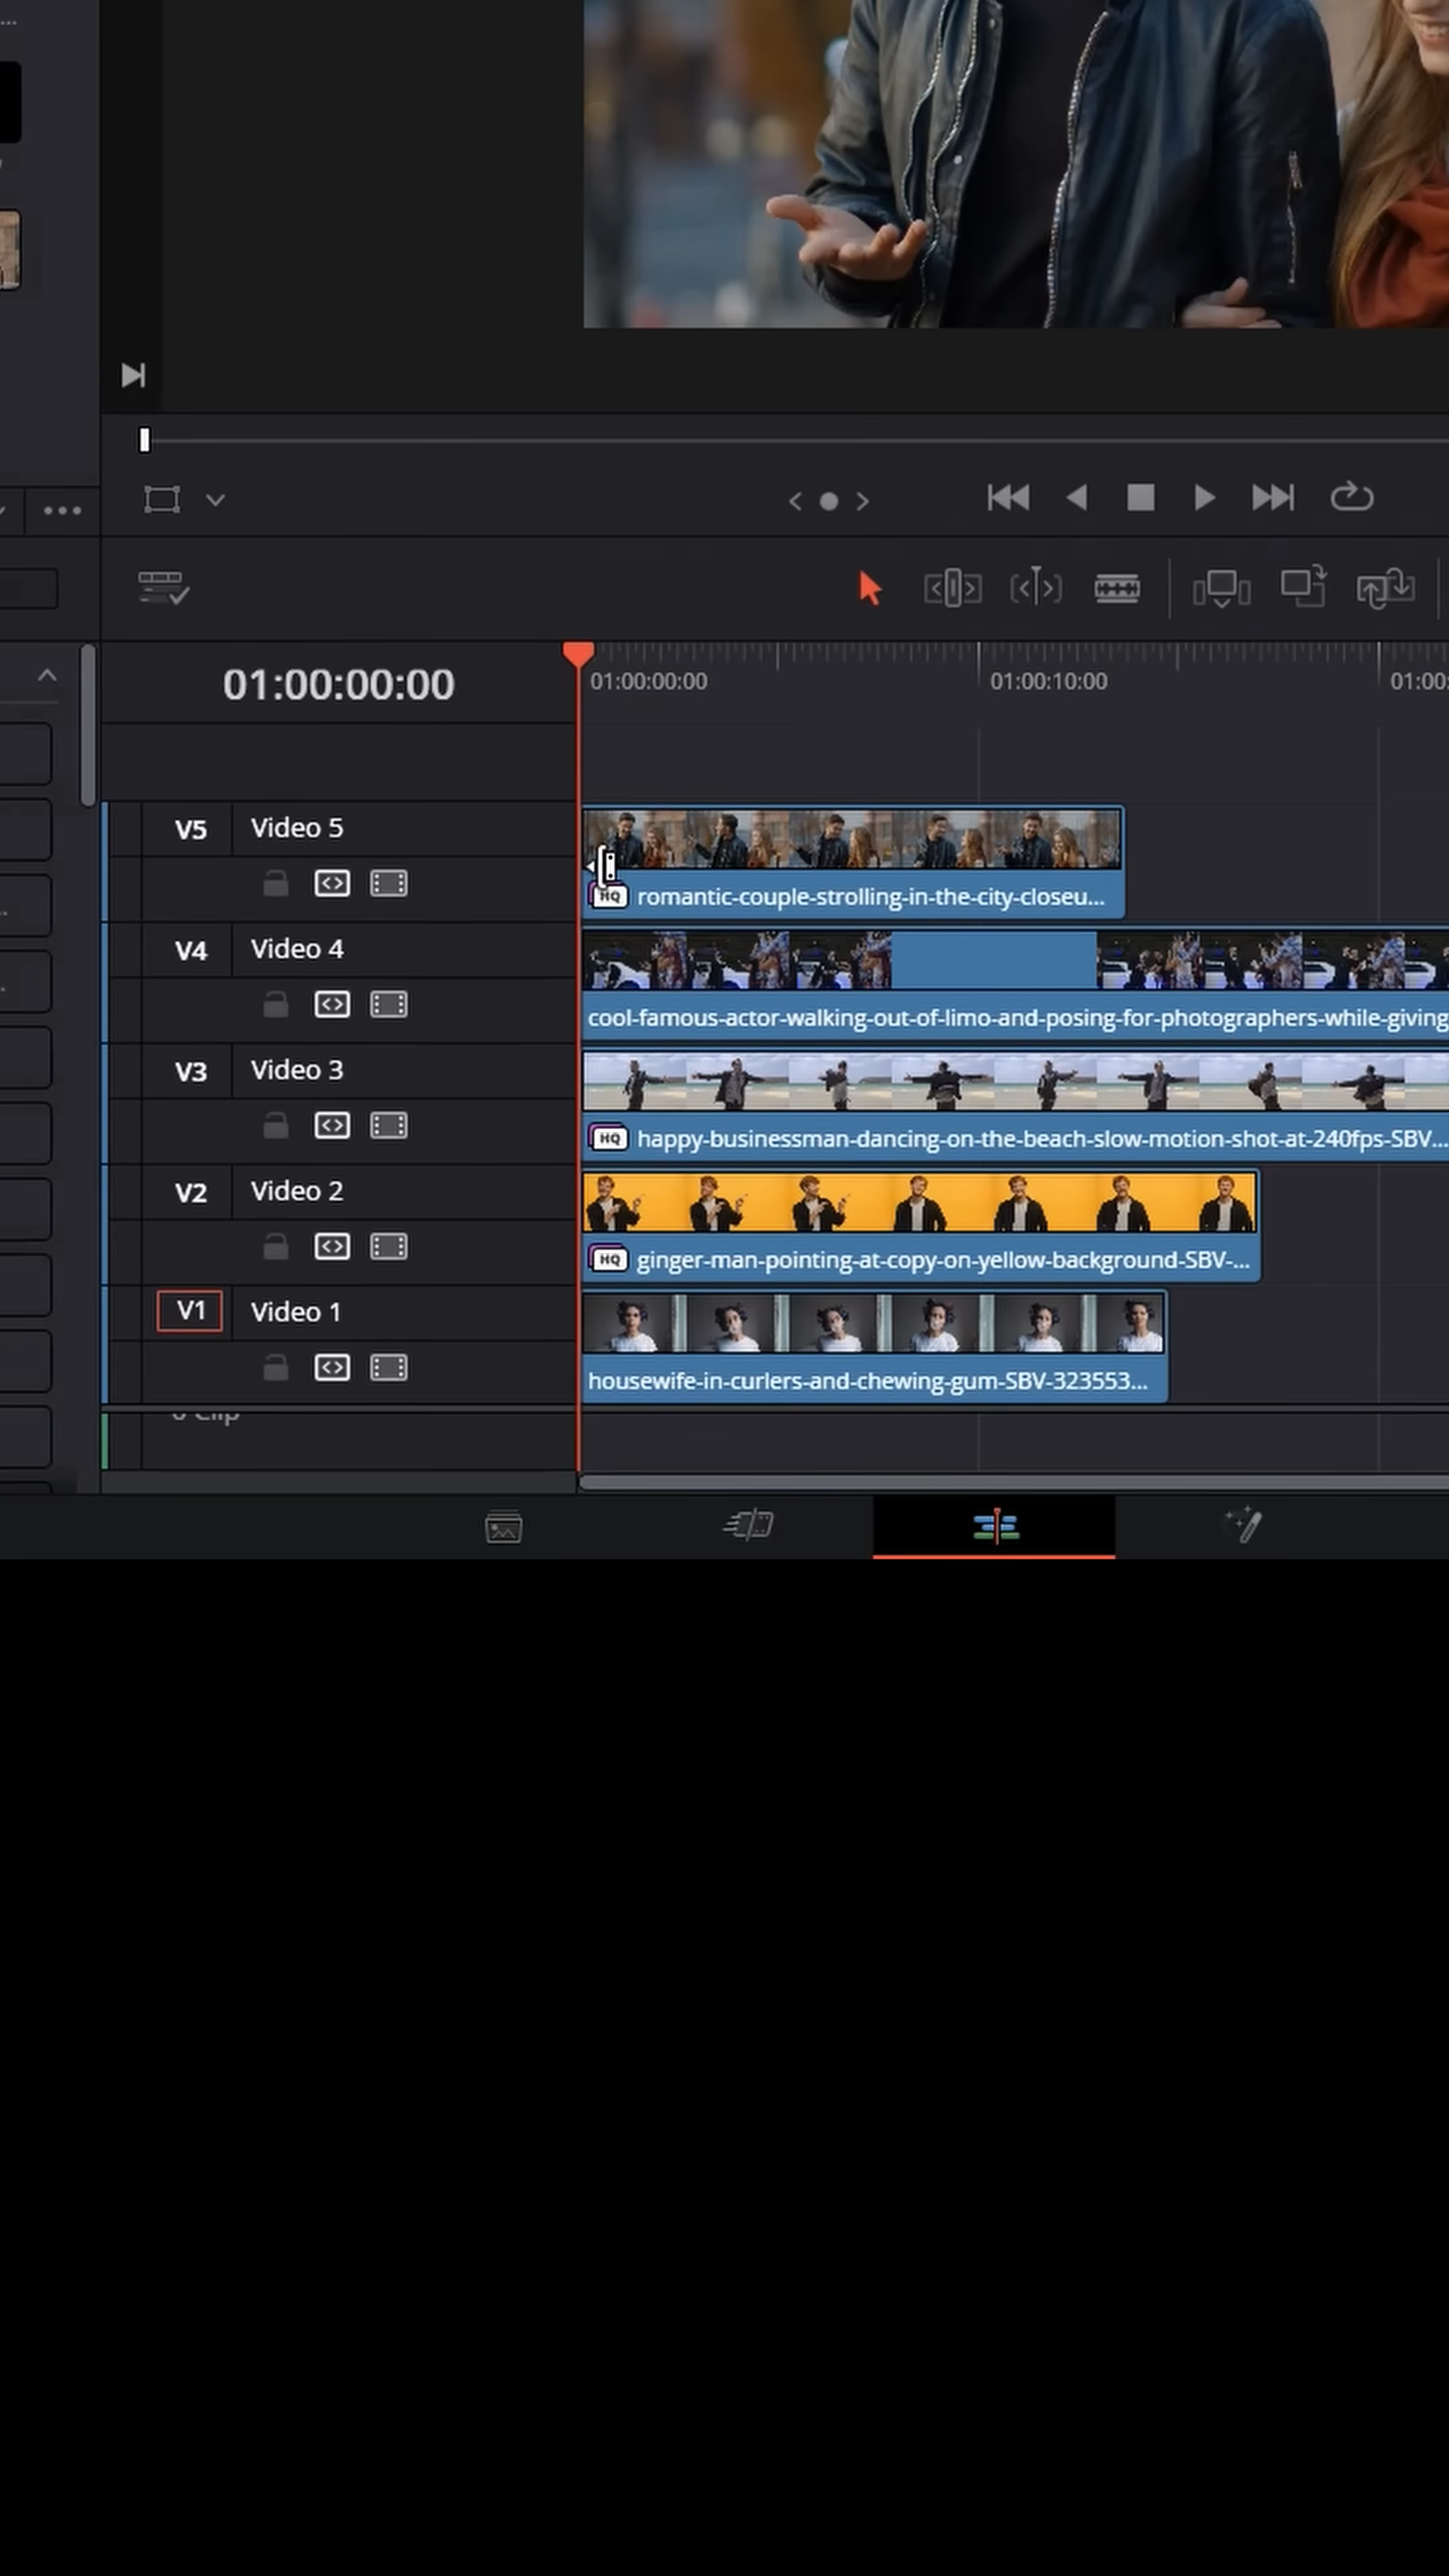 01:00:00:00
01:00:00:00
01:00:10:00
01:00:
V5
Video 5
HQ
romantic-couple-strolling-in-the-city-closeu...
V4
Video 4
cool-famous-actor-walking-out-of-limo-and-posing-for-photographers-while-giving
V3
Video 3
HQ
happy-businessman-dancing-on-the-beach-slow-motion-shot-at-240fps-SBV...
V2
Video 2
HQ
ginger-man-pointing-at-copy-on-yellow-background-SBV-...
V1
Video 1
housewife-in-curlers-and-chewing-gum-SBV-323553...
Clip